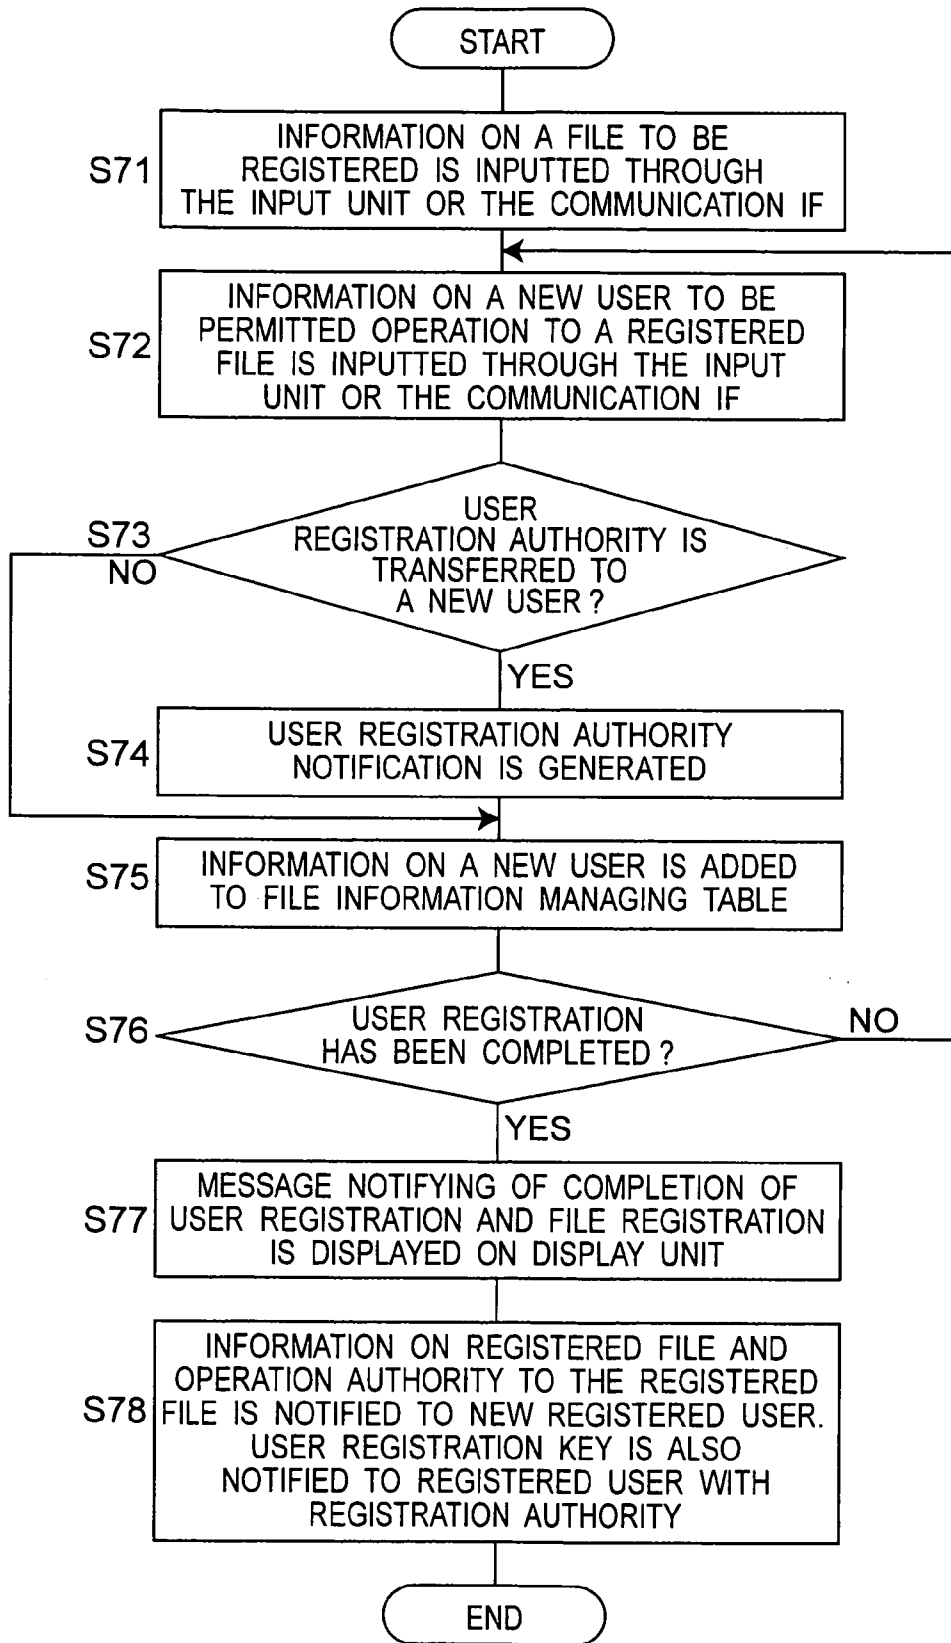 START
S71
INFORMATION ON A FILE TO BE
REGISTERED IS INPUTTED THROUGH
THE INPUT UNIT OR THE COMMUNICATION IF
S72
INFORMATION ON A NEW USER TO BE
PERMITTED OPERATION TO A REGISTERED
FILE IS INPUTTED THROUGH THE INPUT
UNIT OR THE COMMUNICATION IF
S73
NO
USER
REGISTRATION AUTHORITY IS
TRANSFERRED TO
A NEW USER?
YES
S74
USER REGISTRATION AUTHORITY
NOTIFICATION IS GENERATED
S75
INFORMATION ON A NEW USER IS ADDED
TO FILE INFORMATION MANAGING TABLE
S76
USER REGISTRATION
HAS BEEN COMPLETED?
NO
YES
S77
MESSAGE NOTIFYING OF COMPLETION OF
USER REGISTRATION AND FILE REGISTRATION
IS DISPLAYED ON DISPLAY UNIT
S78
INFORMATION ON REGISTERED FILE AND
OPERATION AUTHORITY TO THE REGISTERED
FILE IS NOTIFIED TO NEW REGISTERED USER.
USER REGISTRATION KEY IS ALSO
NOTIFIED TO REGISTERED USER WITH
REGISTRATION AUTHORITY
END